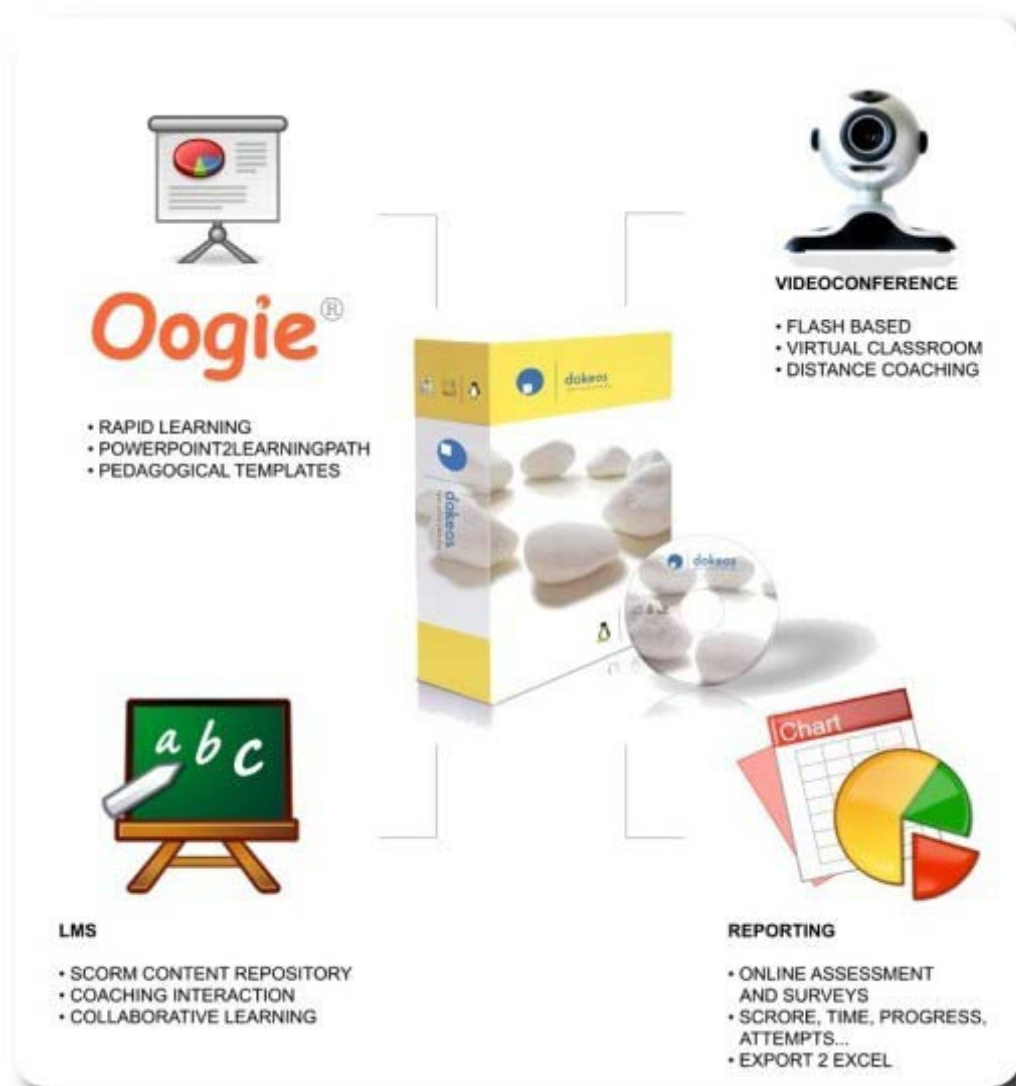 Oogie®
• RAPID LEARNING
• POWERPOINT2LEARNINGPATH
• PEDAGOGICAL TEMPLATES
VIDEOCONFERENCE
• FLASH BASED
• VIRTUAL CLASSROOM
• DISTANCE COACHING
dokeos
dokeos
dokeos
a b c
LMS
• SCORM CONTENT REPOSITORY
• COACHING INTERACTION
• COLLABORATIVE LEARNING
Chart
REPORTING
• ONLINE ASSESSMENT
AND SURVEYS
• SCRORE, TIME, PROGRESS,
ATTEMPTS...
• EXPORT 2 EXCEL